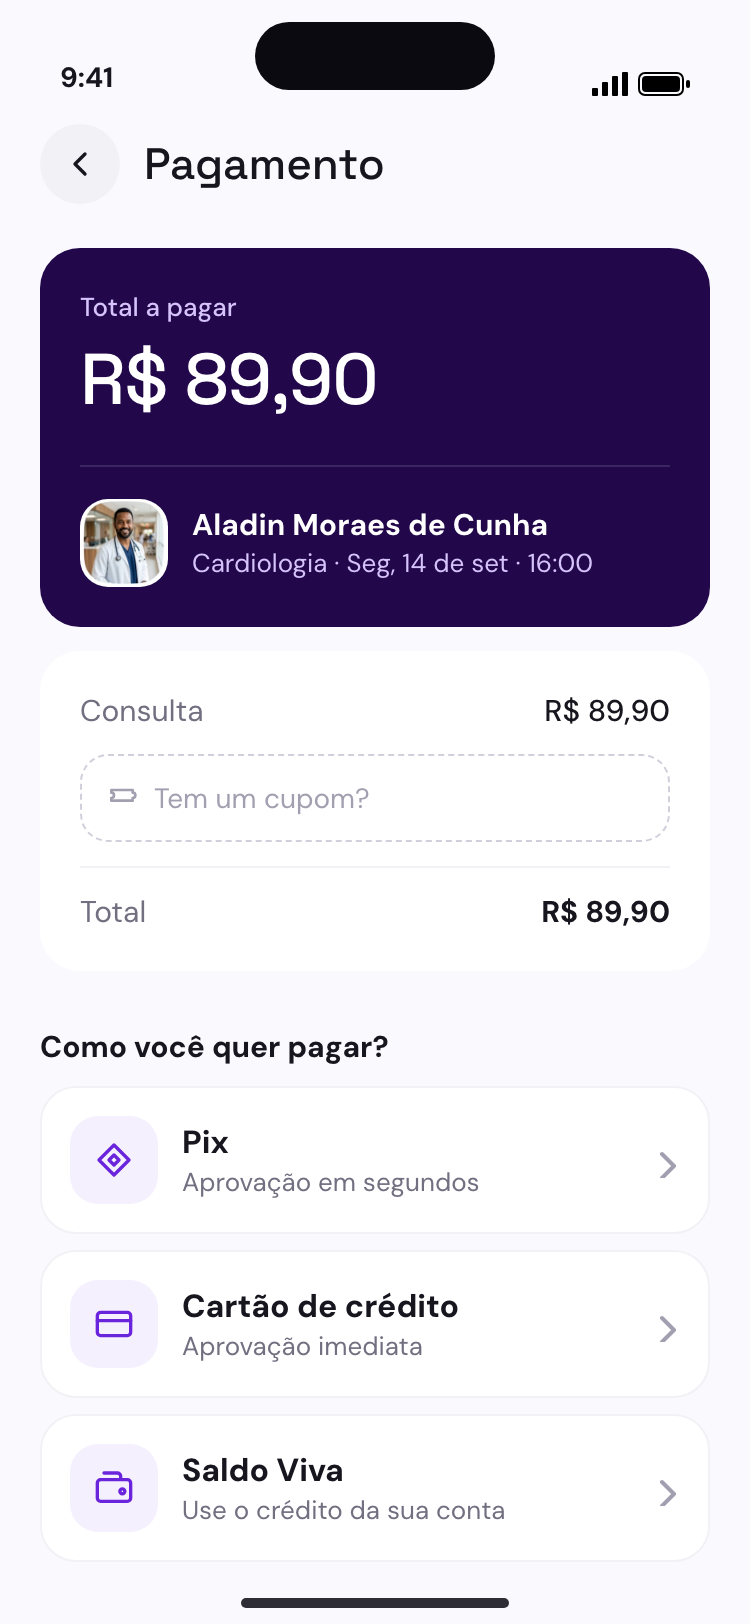 9:41
Pagamento
Total a pagar
R$ 89,90
Aladin Moraes de Cunha
Cardiologia · Seg, 14 de set · 16:00
Consulta R$ 89,90
Tem um cupom?
Total R$ 89,90
Como você quer pagar?
Pix
Aprovação em segundos
Cartão de crédito
Aprovação imediata
Saldo Viva
Use o crédito da sua conta